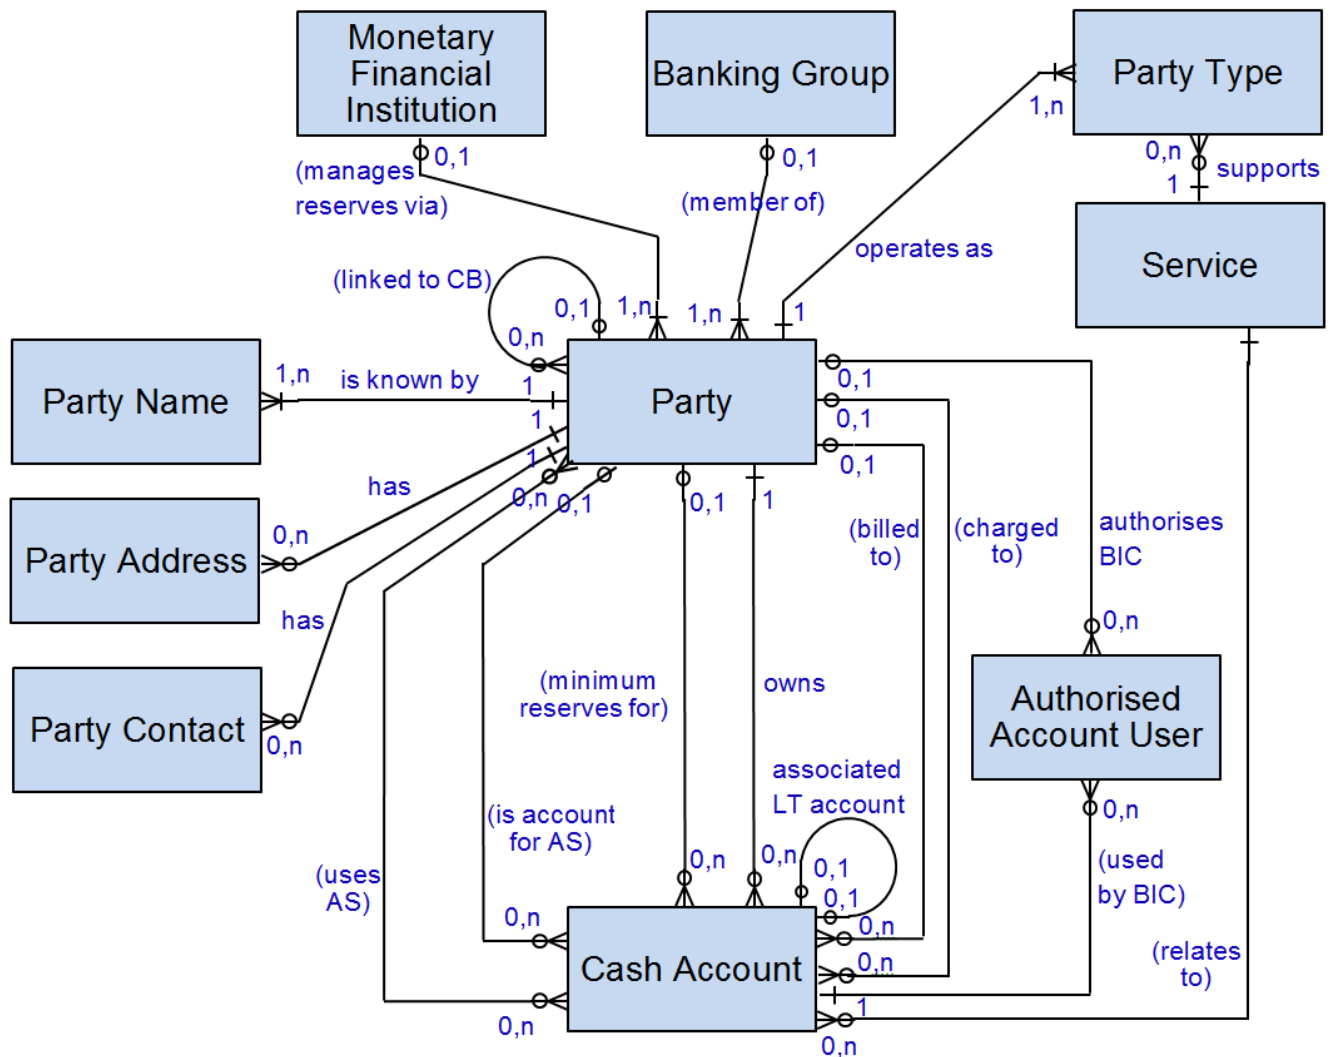 Monetary
Financial
Institution
Banking Group
Party Type
0,1
0,1
1,n
0,n
supports
1
(manages
reserves via)
(member of)
operates as
Service
(linked to CB)
0,1
0,n
1,n
1,n
1
Party Name
1,n
is known by
1
Party
0,1
0,1
0,1
1
1
0,n
0,1
0,1
1
has
Party Address
0,n
(billed
to)
(charged
to)
authorises
BIC
has
0,n
Party Contact
0,n
(minimum
reserves for)
owns
Authorised
Account User
associated
LT account
0,n
(is account
for AS)
(uses
AS)
0,n
0,n
0,1
0,1
(used
by BIC)
0,n
0,n
0,n
Cash Account
(relates
to)
1
0,n
0,n